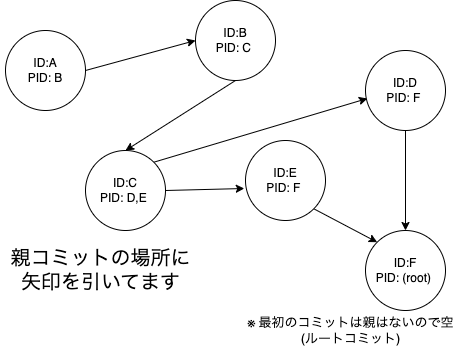 ID:A
PID: B
ID:B
PID: C
ID:D
PID: F
ID:C
PID: D,E
ID:E
PID: F
ID:F
PID: (root)
親コミットの場所に
矢印を引いてます
※ 最初のコミットは親はないので空
(ルートコミット)